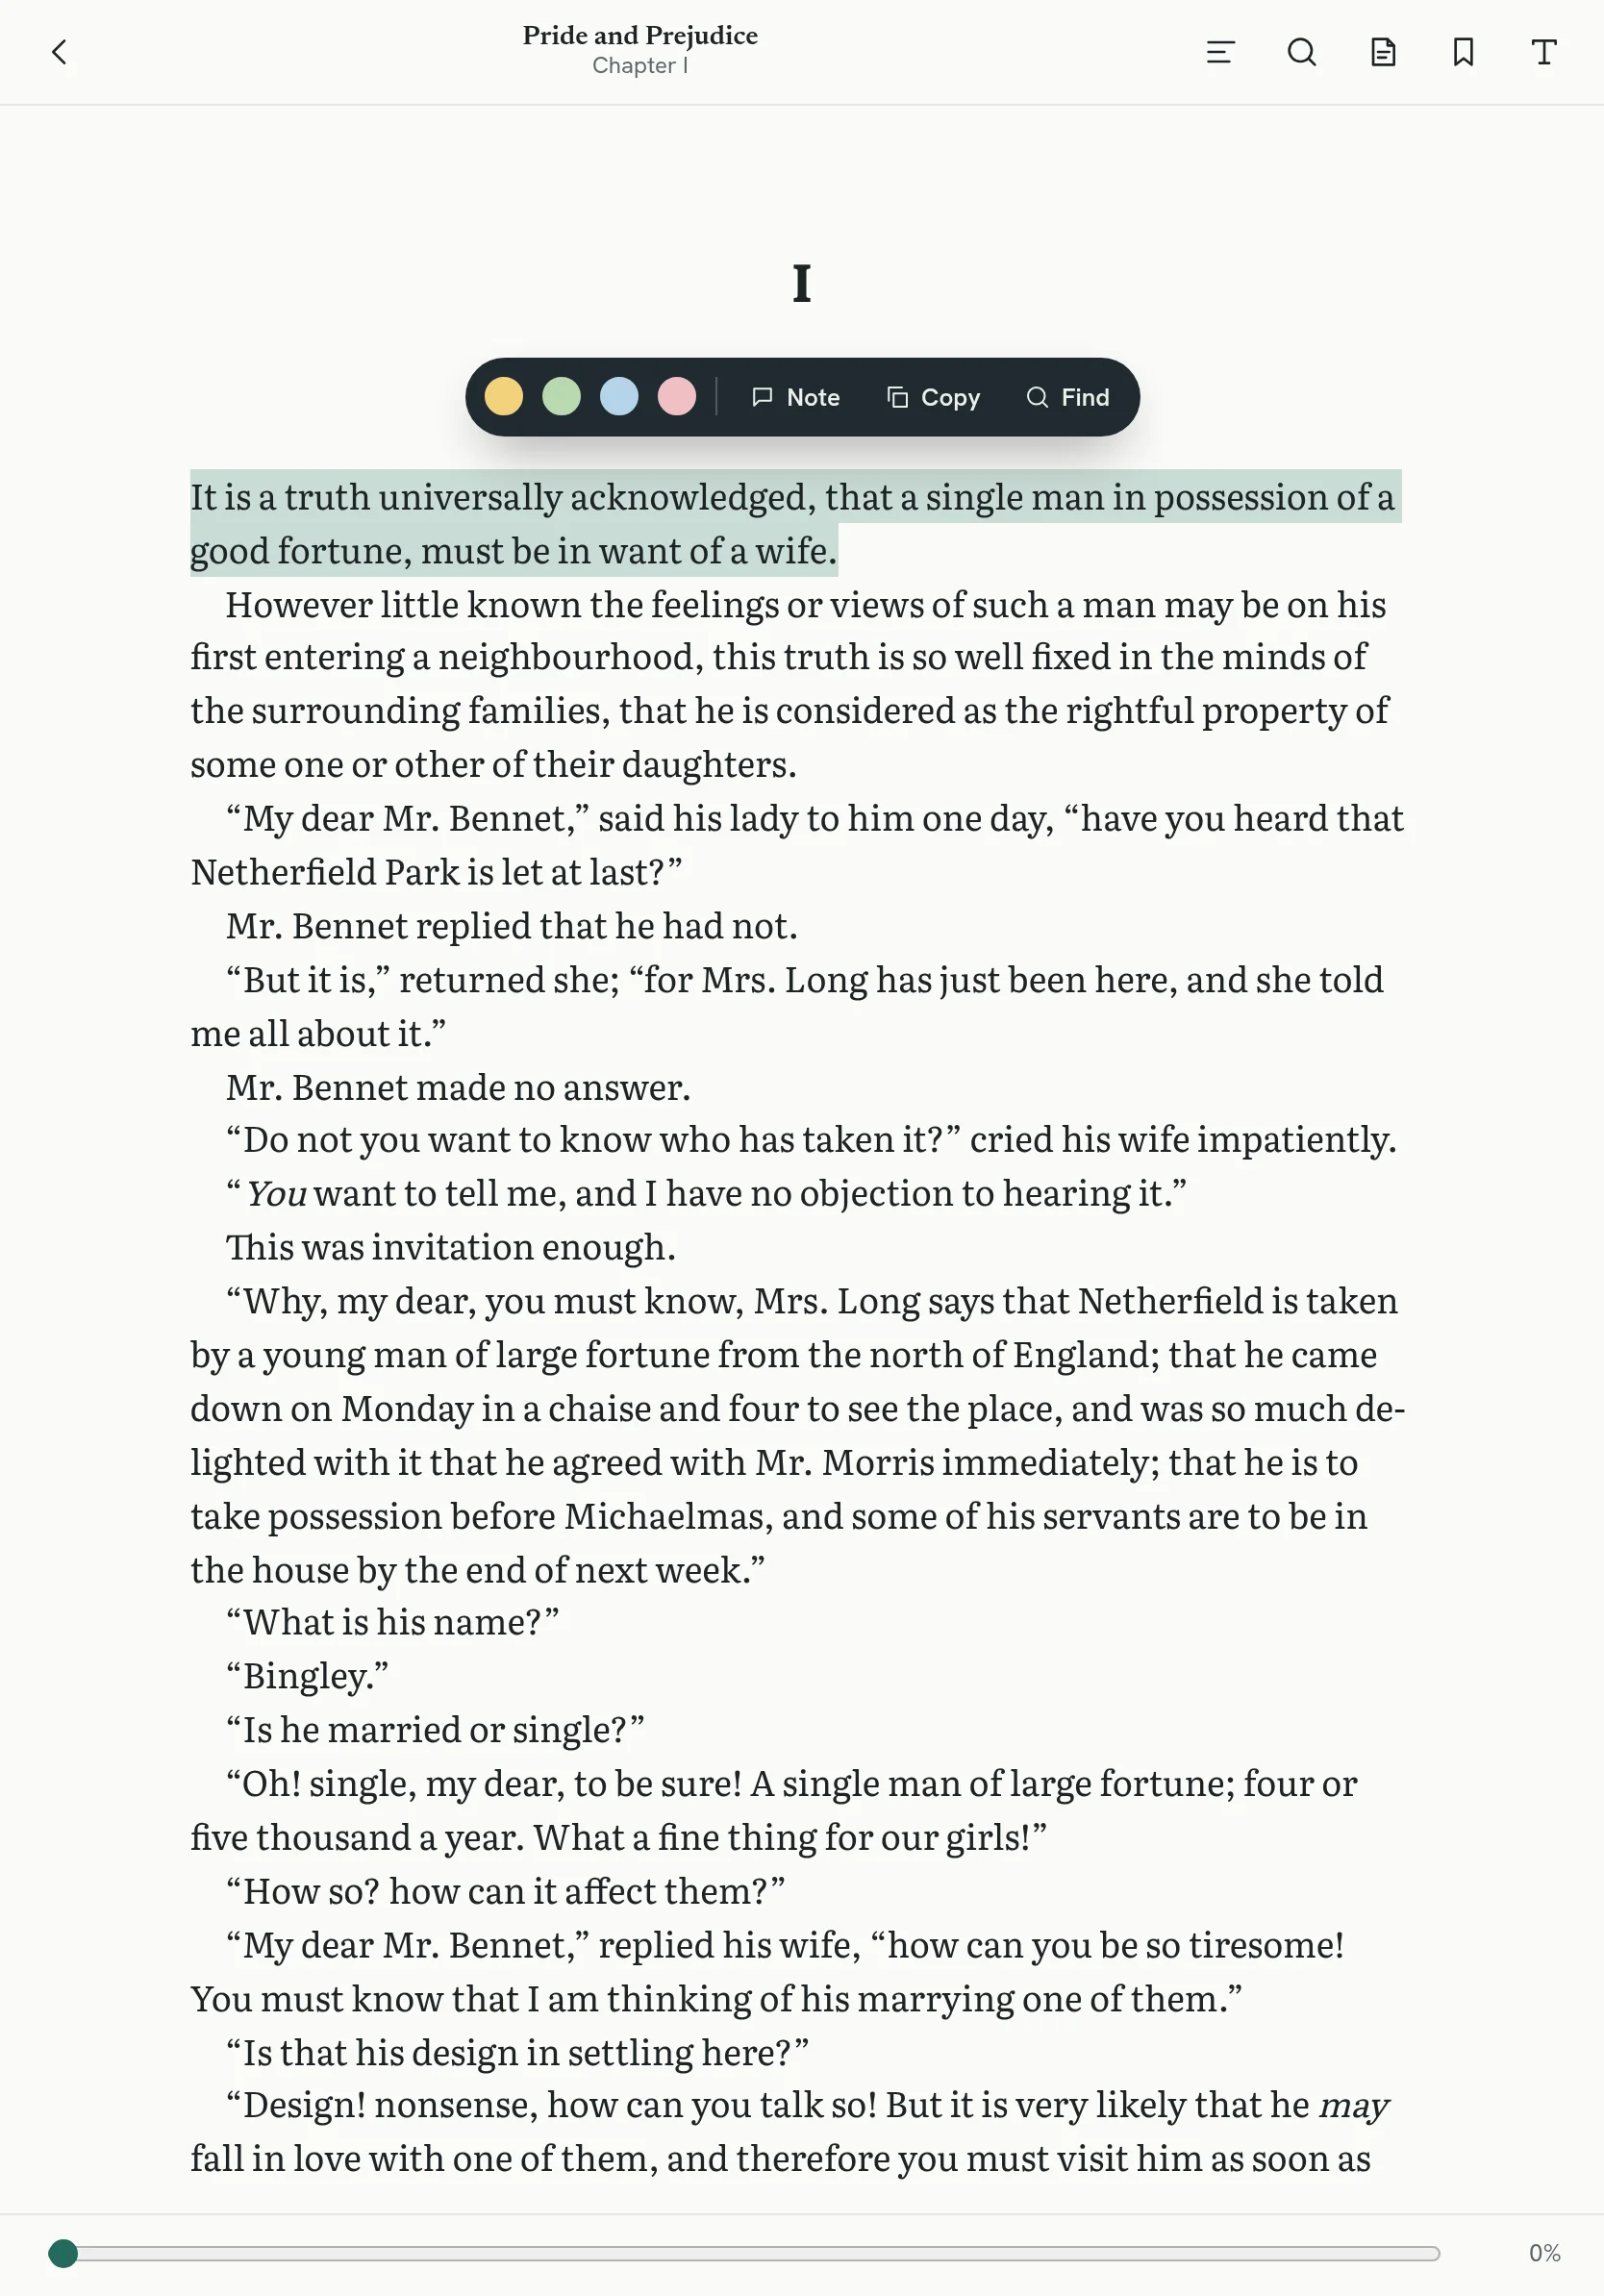 Pride and Prejudice
Chapter I
I
Note Copy Find
It is a truth universally acknowledged, that a single man in possession of a
good fortune, must be in want of a wife.
However little known the feelings or views of such a man may be on his
first entering a neighbourhood, this truth is so well fixed in the minds of
the surrounding families, that he is considered as the rightful property of
some one or other of their daughters.
“My dear Mr. Bennet,” said his lady to him one day, “have you heard that
Netherfield Park is let at last?”
Mr. Bennet replied that he had not.
“But it is,” returned she; “for Mrs. Long has just been here, and she told
me all about it.”
Mr. Bennet made no answer.
“Do not you want to know who has taken it?” cried his wife impatiently.
“You want to tell me, and I have no objection to hearing it.”
This was invitation enough.
“Why, my dear, you must know, Mrs. Long says that Netherfield is taken
by a young man of large fortune from the north of England; that he came
down on Monday in a chaise and four to see the place, and was so much de-
lighted with it that he agreed with Mr. Morris immediately; that he is to
take possession before Michaelmas, and some of his servants are to be in
the house by the end of next week.”
“What is his name?”
“Bingley.”
“Is he married or single?”
“Oh! single, my dear, to be sure! A single man of large fortune; four or
five thousand a year. What a fine thing for our girls!”
“How so? how can it affect them?”
“My dear Mr. Bennet,” replied his wife, “how can you be so tiresome!
You must know that I am thinking of his marrying one of them.”
“Is that his design in settling here?”
“Design! nonsense, how can you talk so! But it is very likely that he may
fall in love with one of them, and therefore you must visit him as soon as
0%